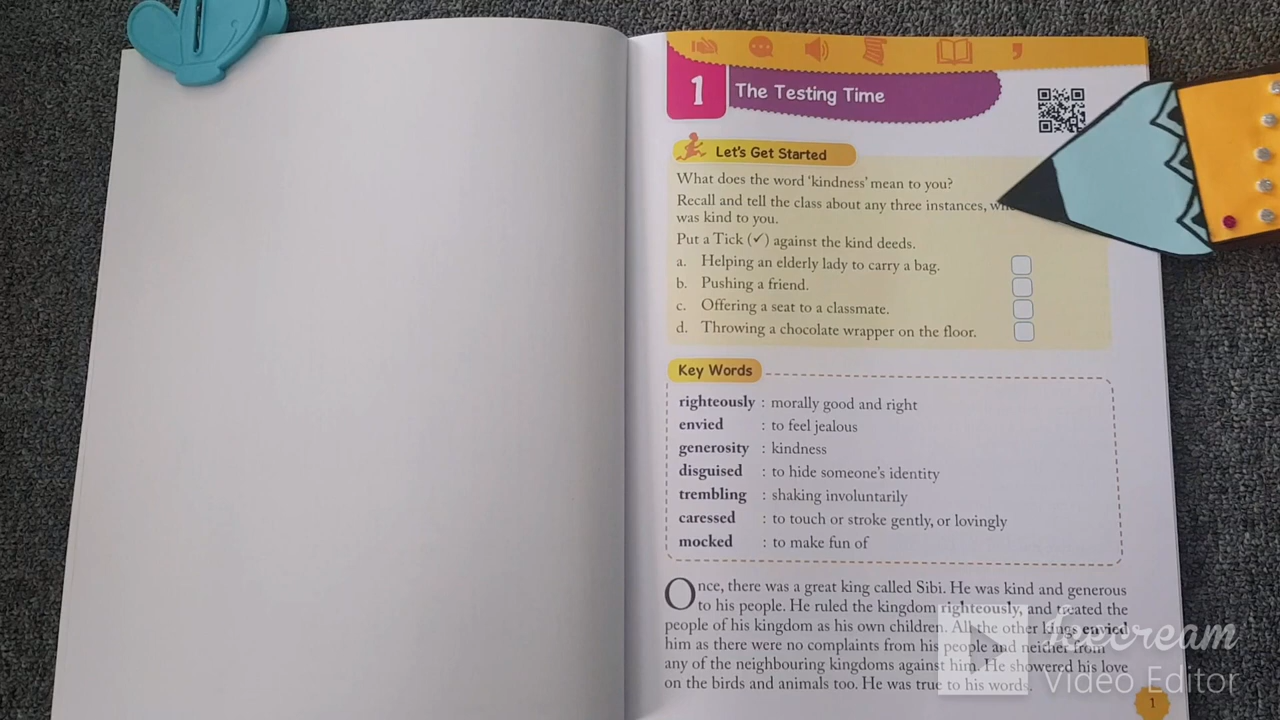 1
The Testing Time
Let's Get Started
What does the word 'kindness' mean to you?
Recall and tell the class about any three instances,
was kind to you.
Put a Tick (✓) against the kind deeds.
a. Helping an elderly lady to carry a bag.
b. Pushing a friend.
c. Offering a seat to a classmate.
d. Throwing a chocolate wrapper on the floor.
Key Words
righteously : morally good and right
envied : to feel jealous
generosity : kindness
disguised : to hide someone's identity
trembling : shaking involuntarily
caressed : to touch or stroke gently, or lovingly
mocked : to make fun of
Once, there was a great king called Sibi. He was kind and generous
to his people. He ruled the kingdom righteously, and treated the
people of his kingdom as his own children. All the other kings envied
him as there were no complaints from his people and neither from
any of the neighbouring kingdoms against him. He showered his love
on the birds and animals too. He was true to his words.
Icecream
Video Editor
1